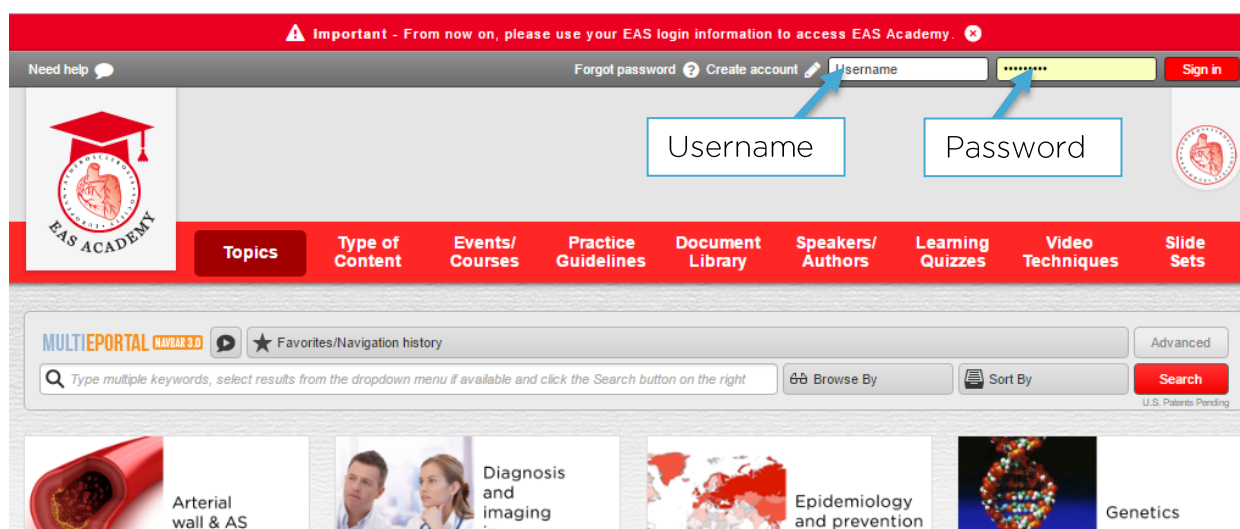 Important - From now on, please use your EAS login information to access EAS Academy.
Need help
Forgot password ? Create account
Username
•••••••••
Sign in
Username
Password
EAS ACADEMY
Topics
Type of
Content
Events/
Courses
Practice
Guidelines
Document
Library
Speakers/
Authors
Learning
Quizzes
Video
Techniques
Slide
Sets
MULTIEPORTAL NAVBAR 3.0
Favorites/Navigation history
Advanced
Type multiple keywords, select results from the dropdown menu if available and click the Search button on the right
Browse By
Sort By
Search
U.S. Patents Pending
Arterial
wall & AS
Diagnosis
and
imaging
Epidemiology
and prevention
Genetics